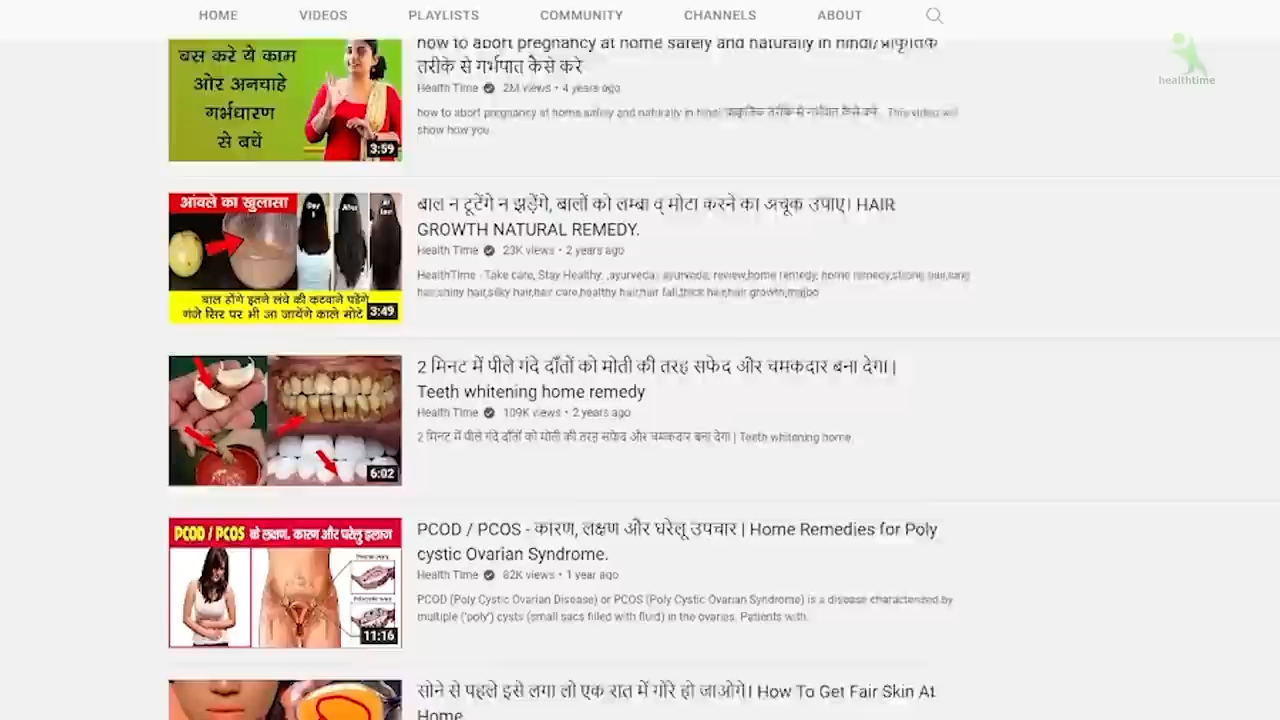 HOME VIDEOS PLAYLISTS COMMUNITY CHANNELS ABOUT
healthtime
बस करे ये काम
ओर अनचाहे
गर्भधारण
से बचें
3:59
how to abort pregnancy at home safely and naturally in hindi/प्राकृतिक
तरीके से गर्भपात कैसे करे
Health Time 2M views • 4 years ago
how to abort pregnancy at home safely and naturally in hindi/प्राकृतिक तरीके से गर्भपात कैसे करे. This video will
show how you
आंवले का खुलासा
बाल होंगे इतने लंबे की कटवाने पडेंगे
गंजे सिर पर भी आ जायेंगे काले मोटे
3:49
बाल न टूटेंगे न झड़ेंगे, बालों को लम्बा व् मोटा करने का अचूक उपाए। HAIR
GROWTH NATURAL REMEDY.
Health Time 23K views • 2 years ago
HealthTime - Take care, Stay Healthy. ,ayurveda, ayurveda, review,home remedy, home remedy,strong hair,long
hair,shiny hair,silky hair,hair care,healthy hair,hair fall,thick hair,hair growth,majbo
6:02
2 मिनट में पीले गंदे दाँतों को मोती की तरह सफेद और चमकदार बना देगा |
Teeth whitening home remedy
Health Time 109K views • 2 years ago
2 मिनट में पीले गंदे दाँतों को मोती की तरह सफेद और चमकदार बना देगा | Teeth whitening home
PCOD / PCOS के लक्षण, कारण और घरेलु इलाज
11:16
PCOD / PCOS - कारण, लक्षण और घरेलू उपचार | Home Remedies for Poly
cystic Ovarian Syndrome.
Health Time 82K views • 1 year ago
PCOD (Poly Cystic Ovarian Disease) or PCOS (Poly Cystic Ovarian Syndrome) is a disease characterized by
multiple ('poly') cysts (small sacs filled with fluid) in the ovaries. Patients with
सोने से पहले इसे लगा लो एक रात में गोरे हो जाओगे। How To Get Fair Skin At
Home